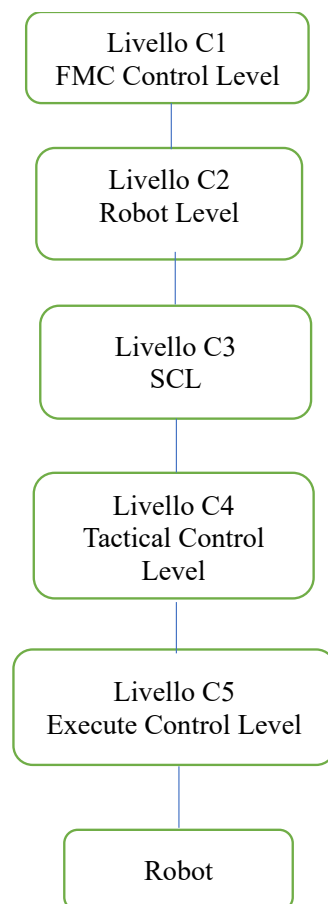 Livello C1
FMC Control Level
Livello C2
Robot Level
Livello C3
SCL
Livello C4
Tactical Control
Level
Livello C5
Execute Control Level
Robot